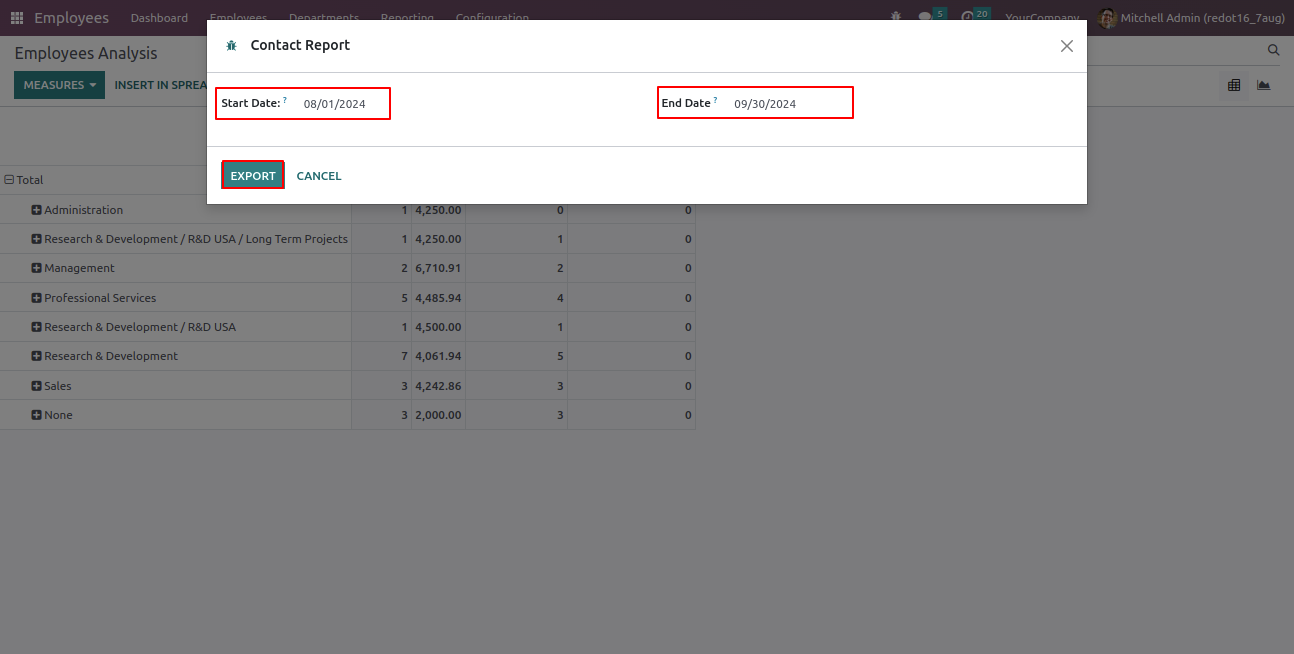 Employees Dashboard Employees Departments Reporting Configuration 5 20 YourCompany Mitchell Admin (redot16_7aug)
Employees Analysis
MEASURES INSERT IN SPREA
Contact Report
Start Date: ? 08/01/2024 End Date ? 09/30/2024
EXPORT CANCEL
Total
Administration 1 4,250.00 0 0
Research & Development / R&D USA / Long Term Projects 1 4,250.00 1 0
Management 2 6,710.91 2 0
Professional Services 5 4,485.94 4 0
Research & Development / R&D USA 1 4,500.00 1 0
Research & Development 7 4,061.94 5 0
Sales 3 4,242.86 3 0
None 3 2,000.00 3 0